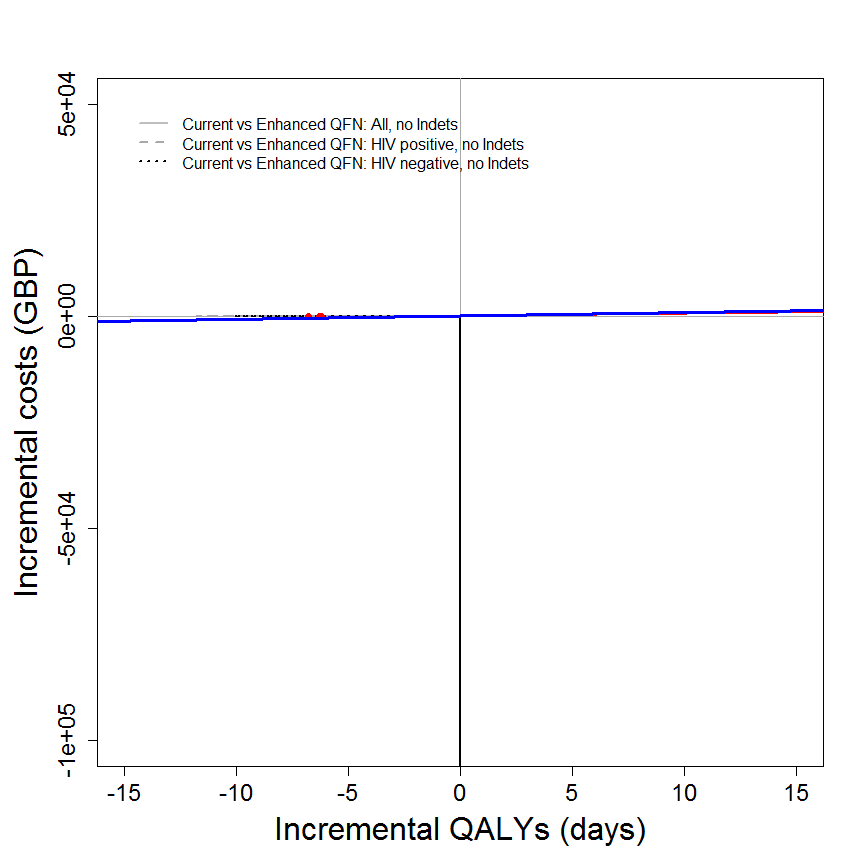 5e+04
Current vs Enhanced QFN: All, no Indets
Current vs Enhanced QFN: HIV positive, no Indets
Current vs Enhanced QFN: HIV negative, no Indets
0e+00
Incremental costs (GBP)
-5e+04
-1e+05
-15 -10 -5 0 5 10 15
Incremental QALYs (days)